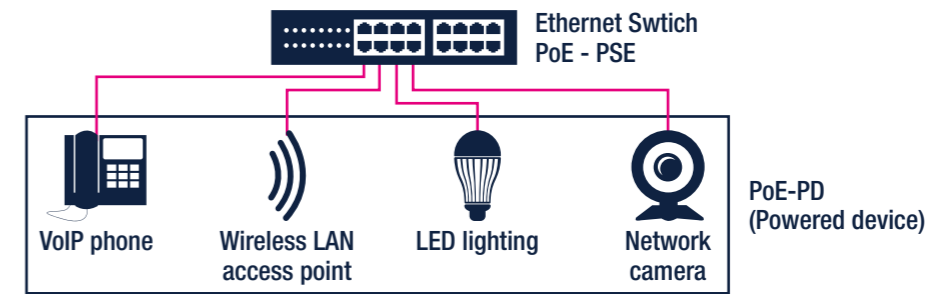 Ethernet Swtich
PoE - PSE
VoIP phone
Wireless LAN
access point
LED lighting
Network
camera
PoE-PD
(Powered device)